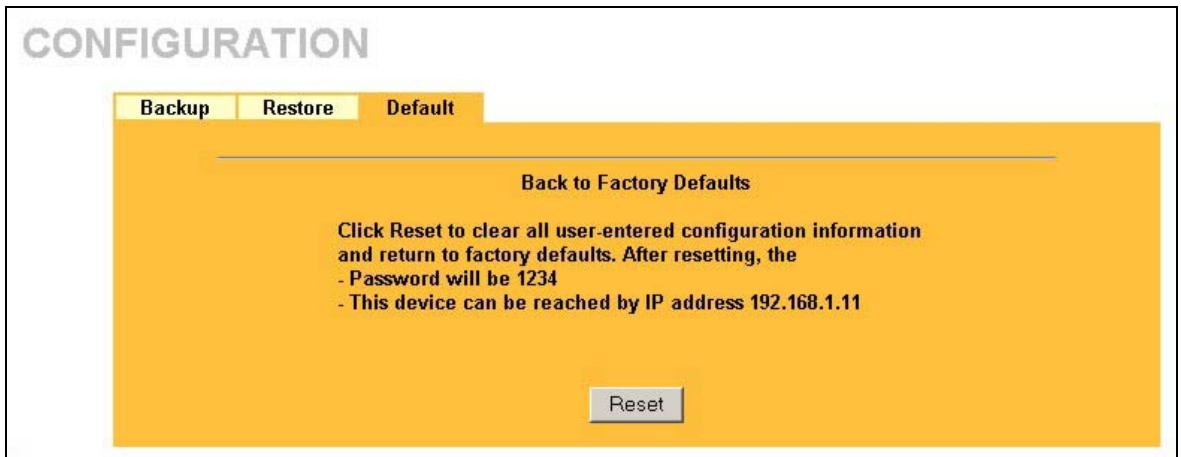 CONFIGURATION
Backup Restore Default
Back to Factory Defaults
Click Reset to clear all user-entered configuration information
and return to factory defaults. After resetting, the
- Password will be 1234
- This device can be reached by IP address 192.168.1.11
Reset